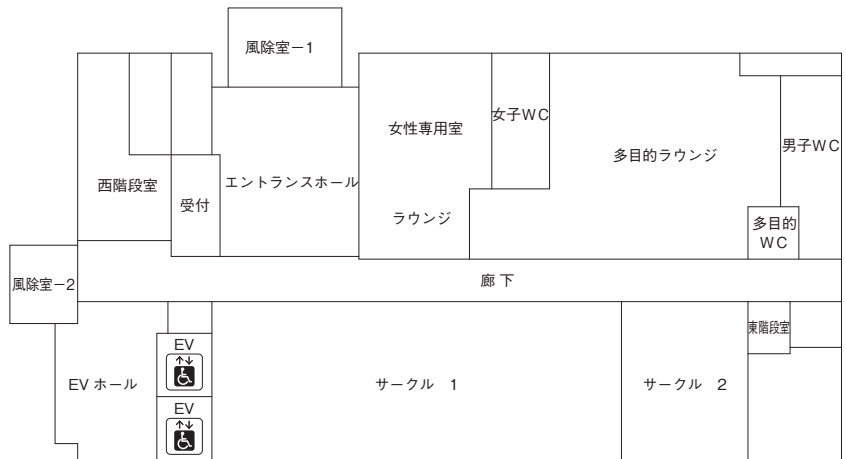 風除室－1
女性専用室
女子WC
多目的ラウンジ
男子WC
西階段室
受付
エントランスホール
ラウンジ
多目的
WC
風除室－2
廊下
東階段室
EV
EV ホール
サークル　1
サークル　2
EV